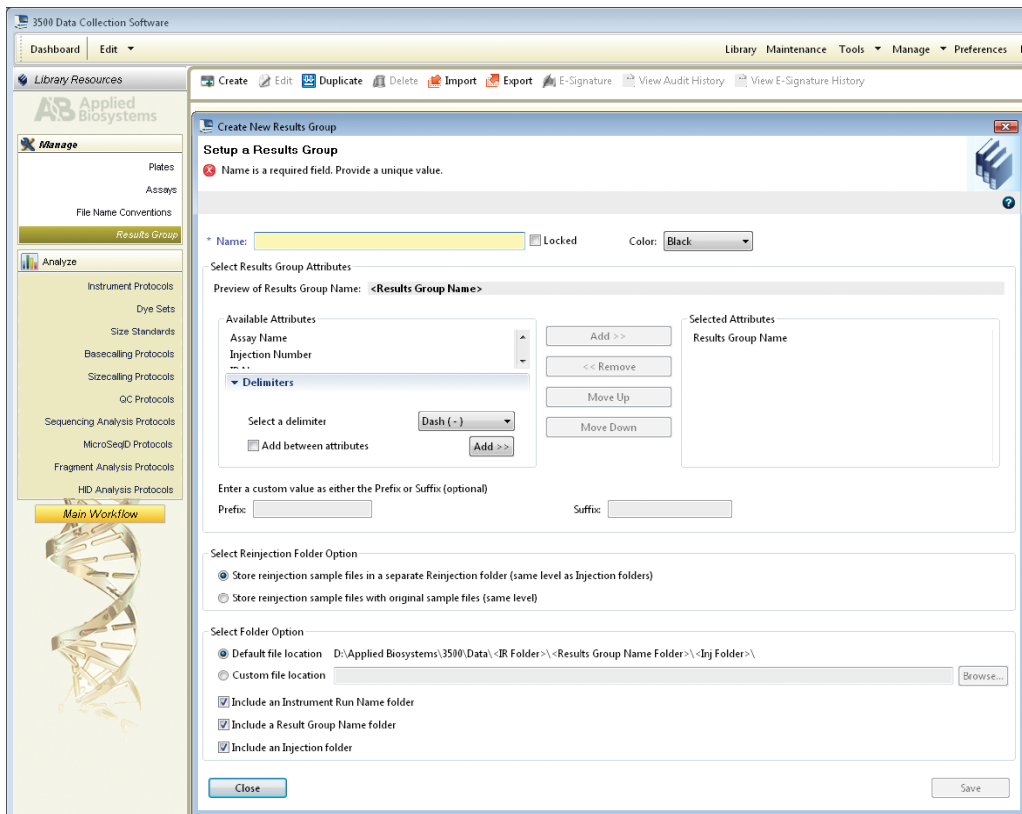 3500 Data Collection Software
Dashboard Edit Library Maintenance Tools Manage Preferences
Library Resources
Create Edit Duplicate Delete Import Export E-Signature View Audit History View E-Signature History
AB Applied Biosystems
Manage
Plates
Assays
File Name Conventions
Results Group
Analyze
Instrument Protocols
Dye Sets
Size Standards
Basecalling Protocols
Sizecalling Protocols
QC Protocols
Sequencing Analysis Protocols
MicroSeqID Protocols
Fragment Analysis Protocols
HID Analysis Protocols
Main Workflow
Create New Results Group
Setup a Results Group
Name is a required field. Provide a unique value.
* Name: Locked Color: Black
Select Results Group Attributes
Preview of Results Group Name: <Results Group Name>
Available Attributes
Assay Name
Injection Number
Delimiters
Select a delimiter Dash ( - )
Add between attributes Add >>
Add >>
<< Remove
Move Up
Move Down
Selected Attributes
Results Group Name
Enter a custom value as either the Prefix or Suffix (optional)
Prefix: Suffix:
Select Reinjection Folder Option
Store reinjection sample files in a separate Reinjection folder (same level as Injection folders)
Store reinjection sample files with original sample files (same level)
Select Folder Option
Default file location D:\Applied Biosystems\3500\Data\<IR Folder>\<Results Group Name Folder>\<Inj Folder>\
Custom file location Browse...
Include an Instrument Run Name folder
Include a Result Group Name folder
Include an Injection folder
Close Save